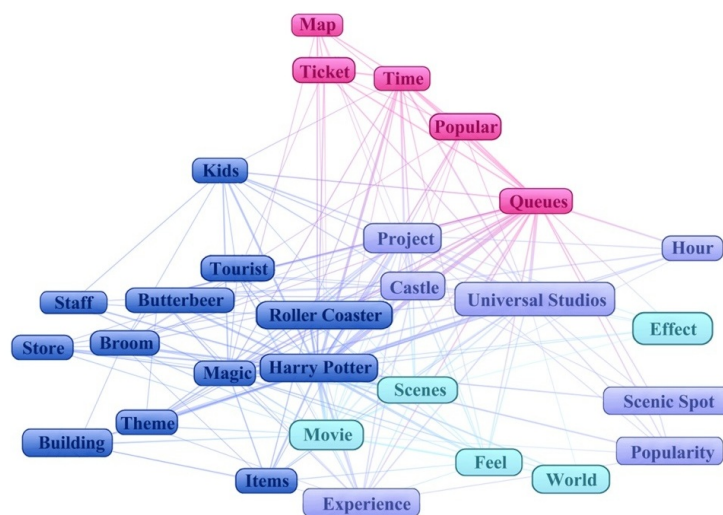 Map
Ticket
Time
Popular
Kids
Queues
Project
Hour
Tourist
Castle
Staff
Butterbeer
Universal Studios
Roller Coaster
Effect
Store
Broom
Magic
Harry Potter
Scenes
Scenic Spot
Theme
Movie
Building
Popularity
Feel
Items
World
Experience